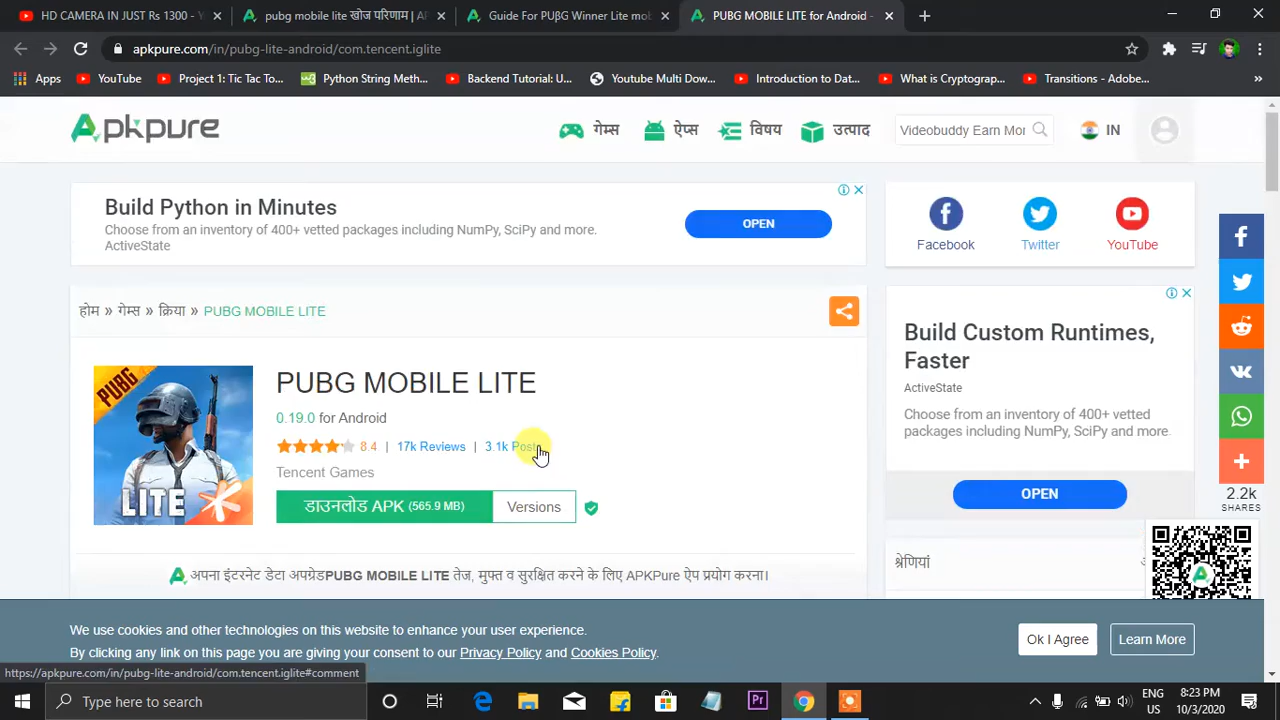 HD CAMERA IN JUST Rs 1300 -
pubg mobile lite खोज परिणाम | A
Guide For PUβG Winner Lite mob
PUBG MOBILE LITE for Android -
apkpure.com/in/pubg-lite-android/com.tencent.iglite
Apps
YouTube
Project 1: Tic Tac To...
Python String Meth...
Backend Tutorial: U...
Youtube Multi Dow...
Introduction to Dat...
What is Cryptograp...
Transitions - Adobe...
Apkpure
गेम्स
ऐप्स
विषय
उत्पाद
Videobuddy Earn Mor
IN
Build Python in Minutes
Choose from an inventory of 400+ vetted packages including NumPy, SciPy and more.
ActiveState
OPEN
Facebook
Twitter
YouTube
होम » गेम्स » क्रिया » PUBG MOBILE LITE
Build Custom Runtimes,
Faster
ActiveState
Choose from an inventory of 400+ vetted
packages including NumPy, SciPy and more.
OPEN
PUBG
LITE
PUBG MOBILE LITE
0.19.0 for Android
8.4 | 17k Reviews | 3.1k Posts
Tencent Games
डाउनलोड APK (565.9 MB)
Versions
2.2k
SHARES
श्रेणियां
अपना इंटरनेट डेटा अपग्रेडPUBG MOBILE LITE तेज, मुफ्त व सुरक्षित करने के लिए APKPure ऐप प्रयोग करना।
We use cookies and other technologies on this website to enhance your user experience.
By clicking any link on this page you are giving your consent to our Privacy Policy and Cookies Policy.
Ok I Agree
Learn More
https://apkpure.com/in/pubg-lite-android/com.tencent.iglite#comment
Type here to search
Pr
ENG
US
8:23 PM
10/3/2020